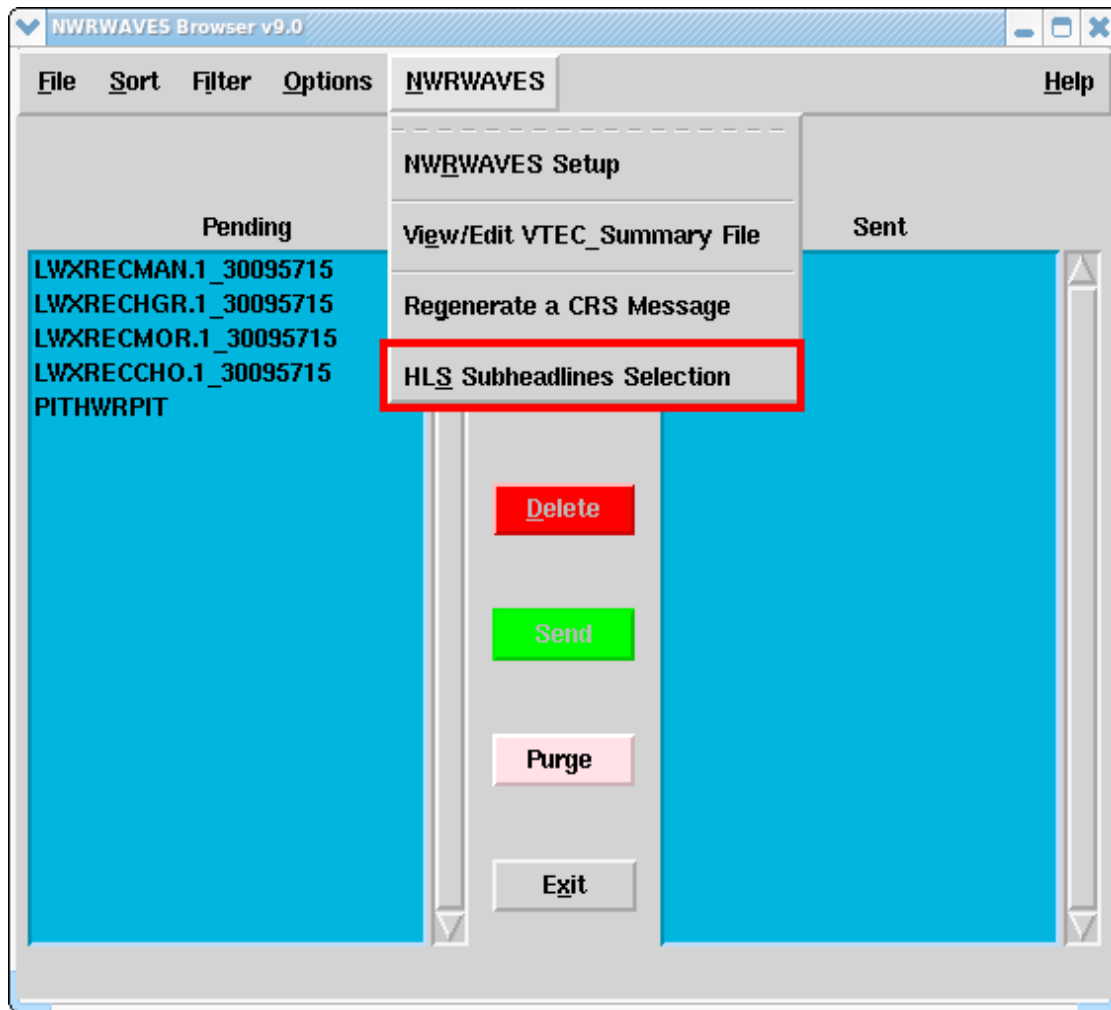 NWRWAVES Browser v9.0
File Sort Filter Options NWRWAVES Help
NWRWAVES Setup
Pending
View/Edit VTEC_Summary File
Sent
LWXRECMAN.1_30095715
LWXRECHGR.1_30095715
Regenerate a CRS Message
LWXRECMOR.1_30095715
LWXRECCHO.1_30095715
HLS Subheadlines Selection
PITHWRPIT
Delete
Send
Purge
Exit